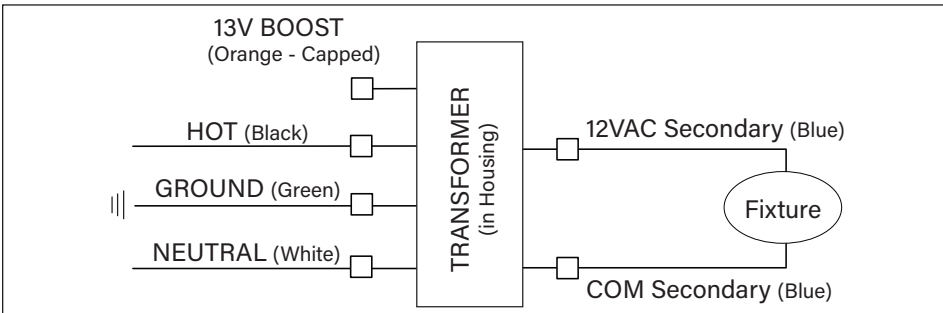 13V BOOST
(Orange - Capped)
HOT (Black)
GROUND (Green)
NEUTRAL (White)
TRANSFORMER
(in Housing)
12VAC Secondary (Blue)
Fixture
COM Secondary (Blue)